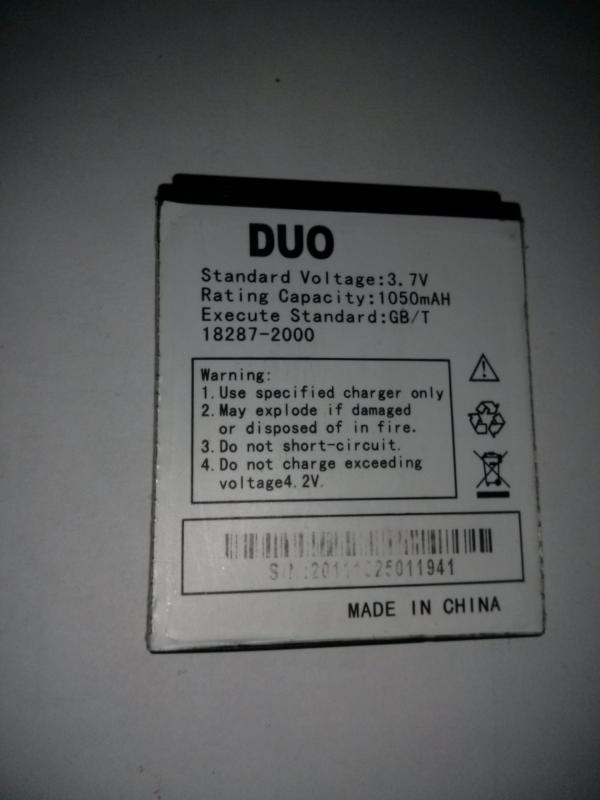 DUO
Standard Voltage:3.7V
Rating Capacity:1050mAH
Execute Standard:GB/T
18287-2000
Warning:
1.Use specified charger only
2.May explode if damaged
or disposed of in fire.
3.Do not short-circuit.
4.Do not charge exceeding
voltage4.2V.
MADE IN CHINA